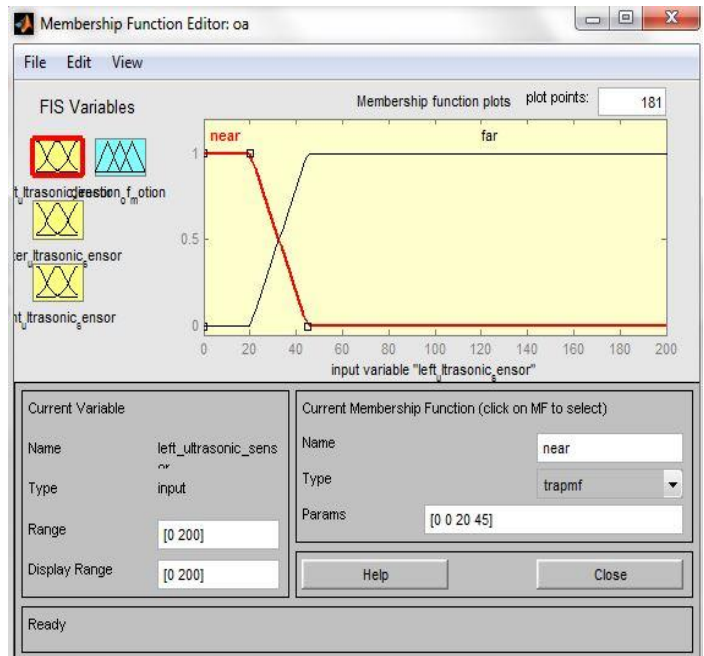 Membership Function Editor: oa
File Edit View
FIS Variables
Membership function plots plot points: 181
near far
1
0.5
0
0 20 40 60 80 100 120 140 160 180 200
input variable "left_ultrasonic_sensor"
Current Variable
Name left_ultrasonic_sens
Type input
Range [0 200]
Display Range [0 200]
Current Membership Function (click on MF to select)
Name near
Type trapmf
Params [0 0 20 45]
Help Close
Ready